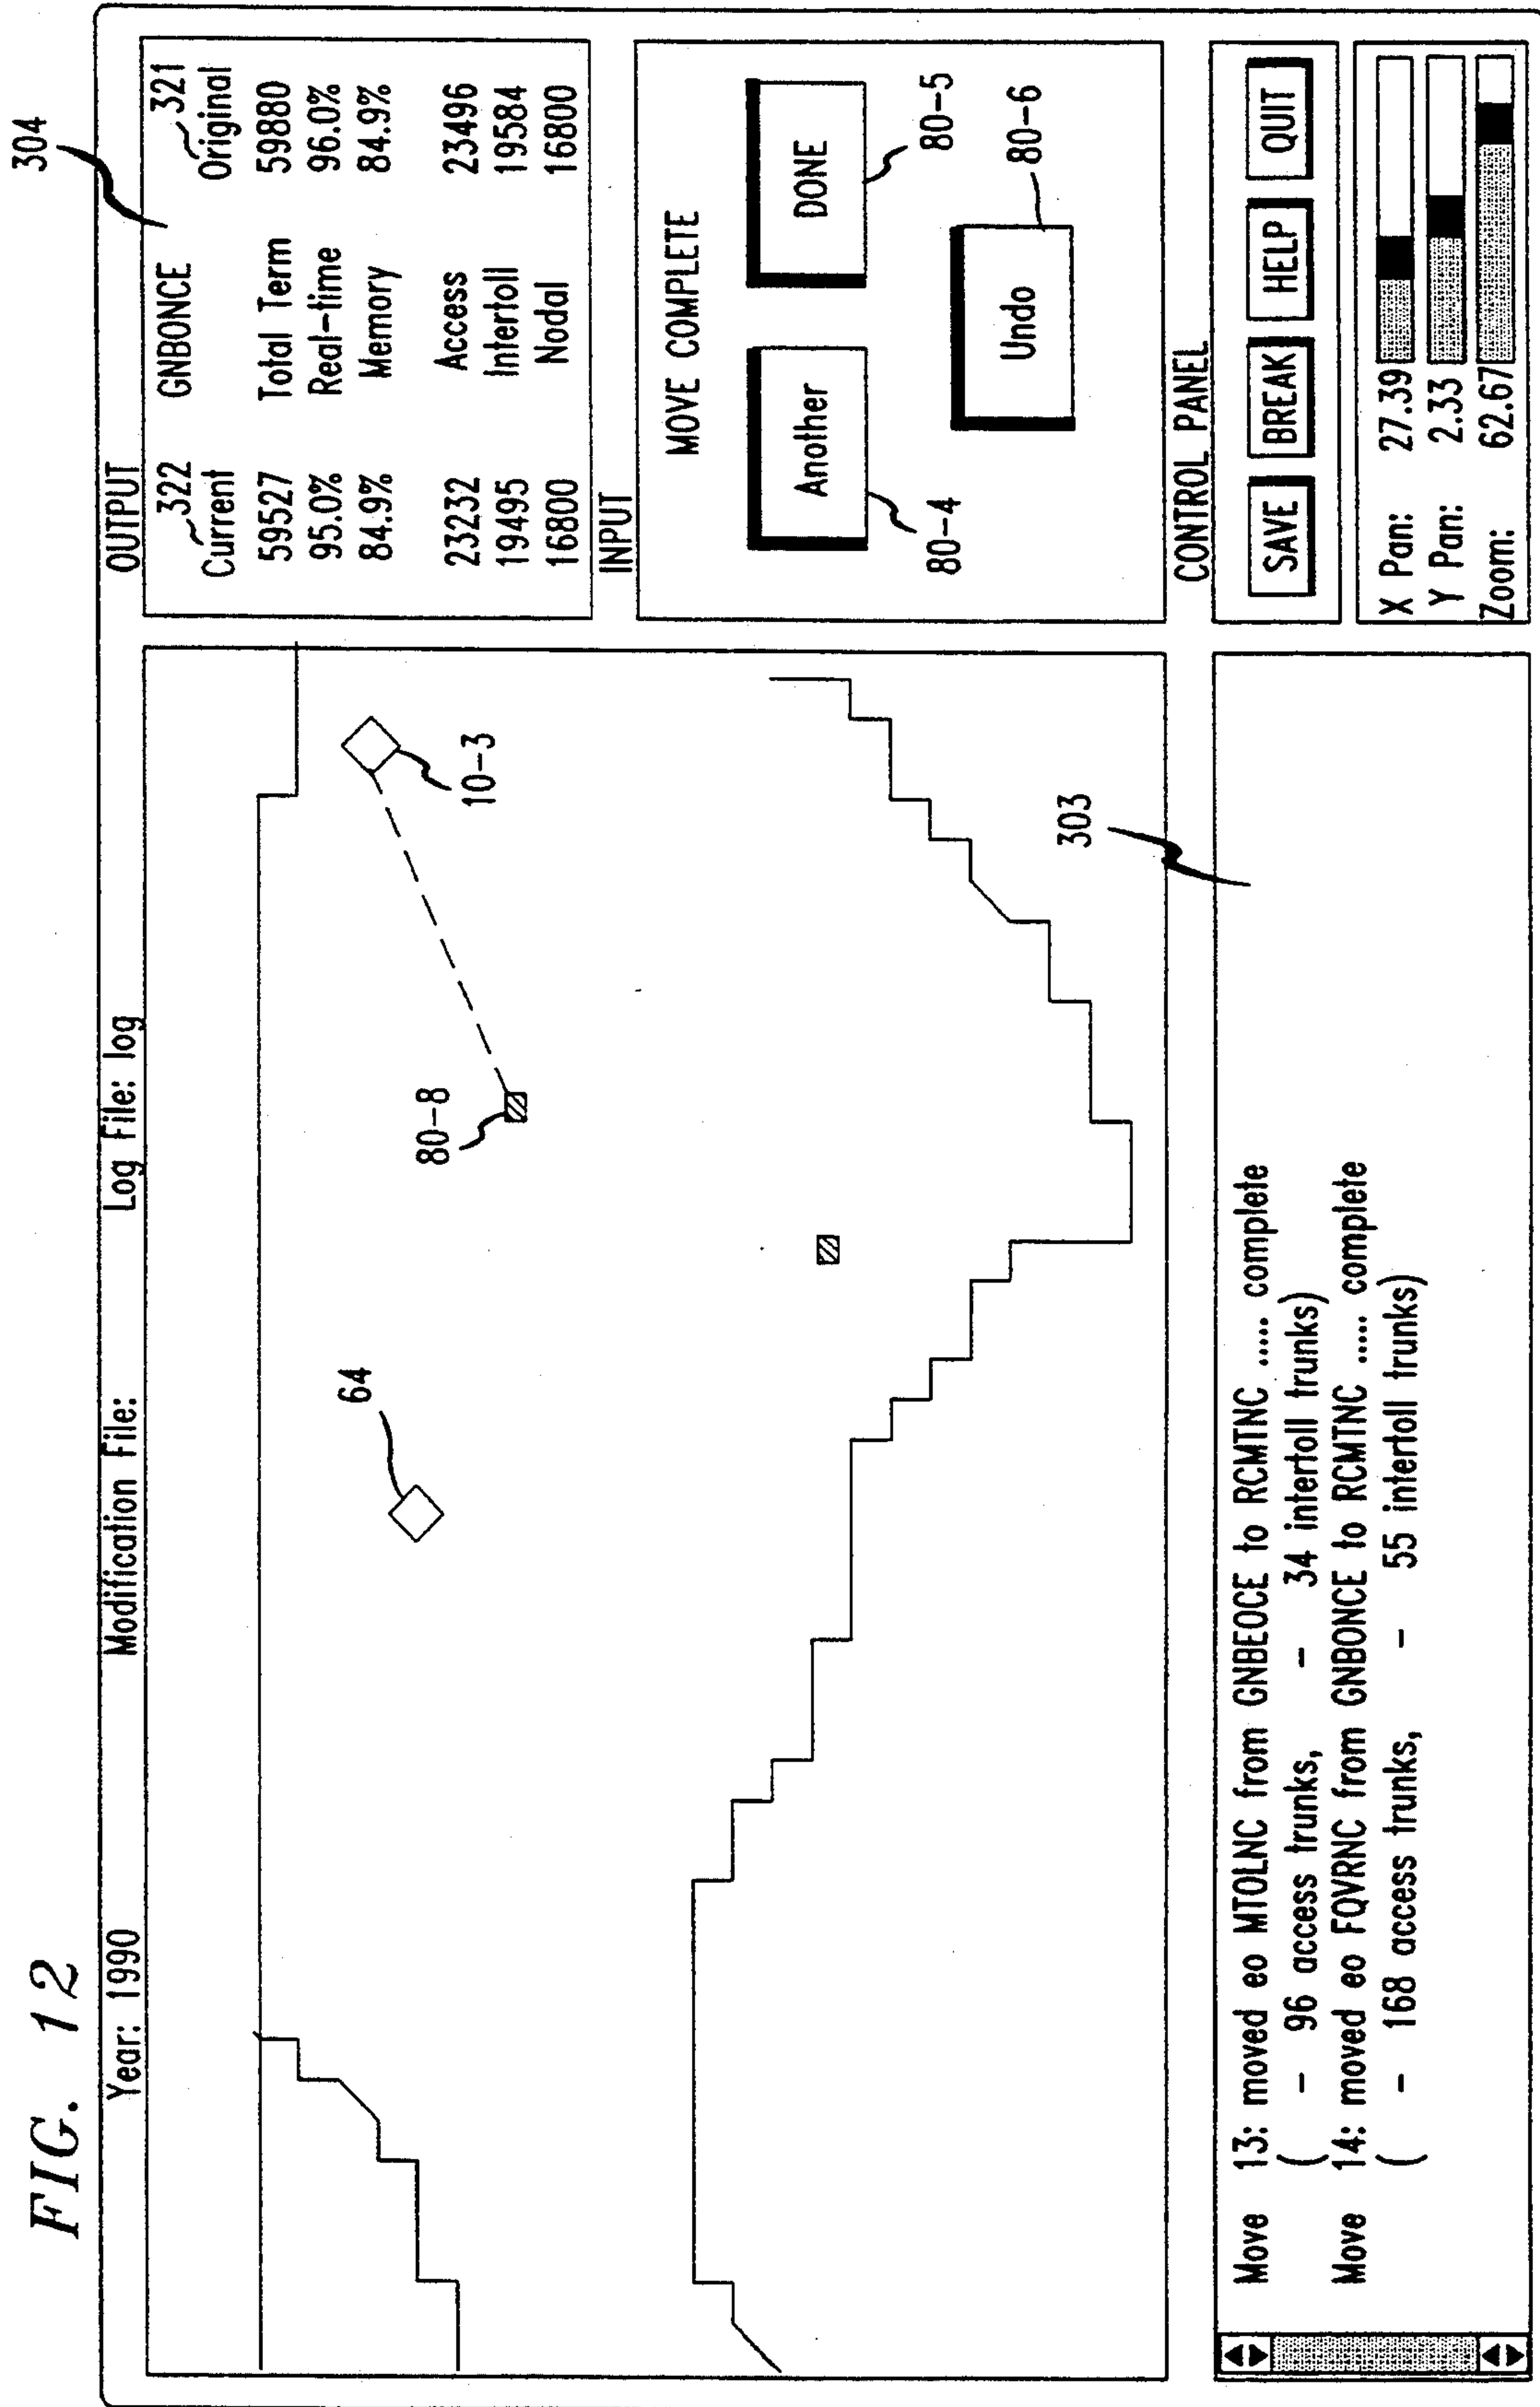 FIG. 12
Year: 1990 Modification File: Log File: log
64
80-8
10-3
OUTPUT
304
322 321
Current GNBONCE Original
59527 Total Term 59880
95.0% Real-time 96.0%
84.9% Memory 84.9%
23232 Access 23496
19495 Intertoll 19584
16800 Nodal 16800
INPUT
MOVE COMPLETE
Another DONE
80-4 80-5
Undo 80-6
CONTROL PANEL
SAVE BREAK HELP QUIT
X Pan: 27.39
Y Pan: 2.33
Zoom: 62.67
303
Move 13: moved eo MTOLNC from GNBEOCE to RCMTNC ..... complete
( - 96 access trunks, - 34 intertoll trunks)
Move 14: moved eo FQVRNC from GNBONCE to RCMTNC ..... complete
( - 168 access trunks, - 55 intertoll trunks)